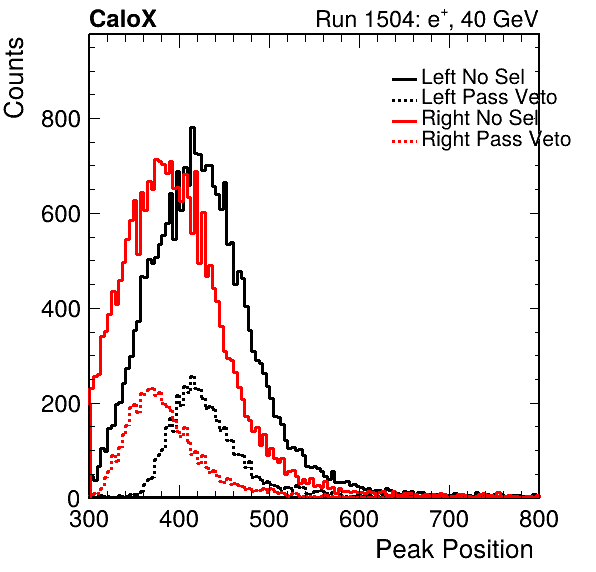 CaloX
Run 1504: e+, 40 GeV
Counts
Left No Sel
Left Pass Veto
Right No Sel
Right Pass Veto
800
600
400
200
0
300 400 500 600 700 800
Peak Position